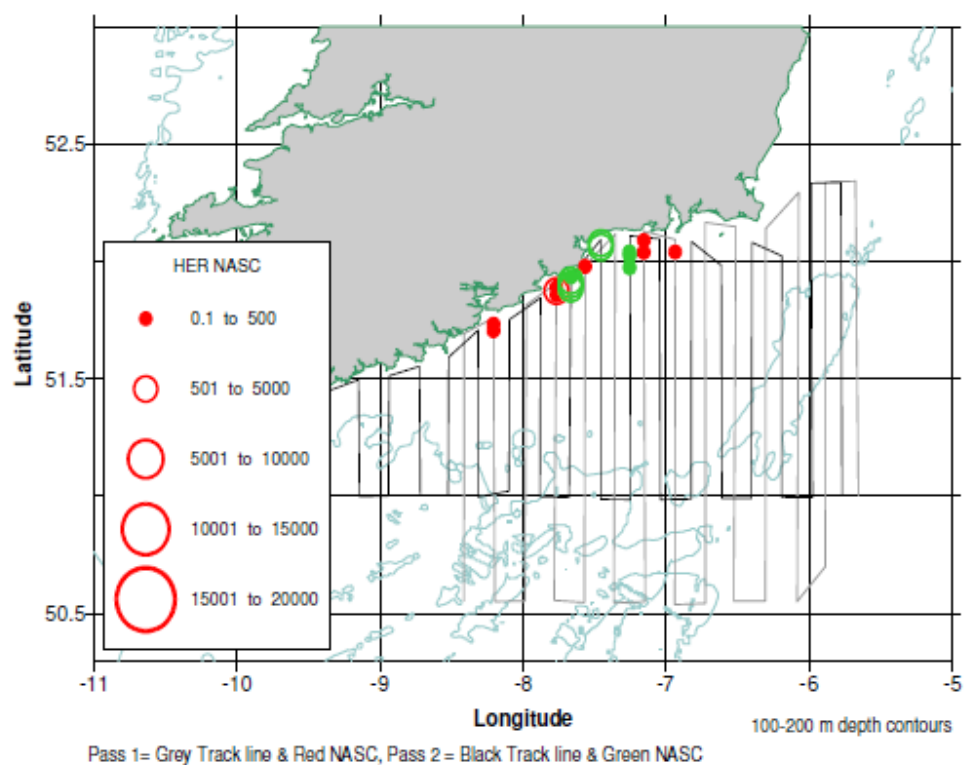 52.5
51.5
50.5
Latitude
HER NASC
0.1 to 500
501 to 5000
5001 to 10000
10001 to 15000
15001 to 20000
-11 -10 -9 -8 -7 -6 -5
Longitude
100-200 m depth contours
Pass 1= Grey Track line & Red NASC, Pass 2 = Black Track line & Green NASC